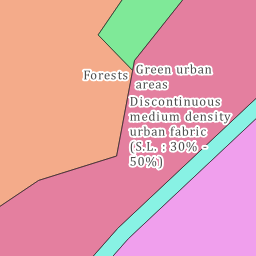 Forests
Green urban
areas
Discontinuous
medium density
urban fabric
(S.L. : 30% -
50%)